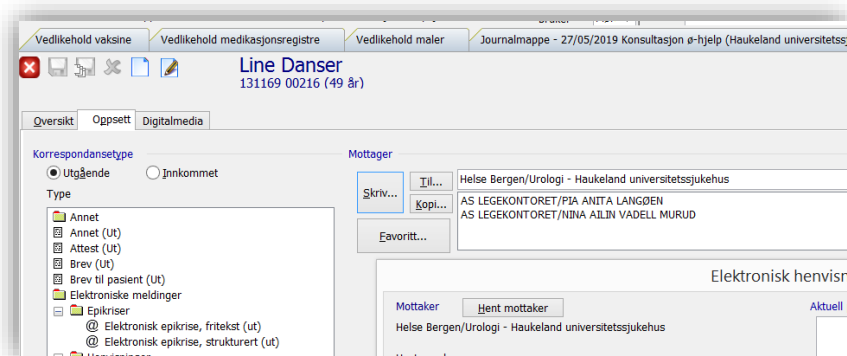 Vedlikehold vaksine
Vedlikehold medikasjonsregistre
Vedlikehold maler
Journalmappe - 27/05/2019 Konsultasjon ø-hjelp (Haukeland universitetss
Line Danser
131169 00216 (49 år)
Oversikt
Oppsett
Digitalmedia
Korrespondansetype
Utgående
Innkommet
Type
Annet
Annet (Ut)
Attest (Ut)
Brev (Ut)
Brev til pasient (Ut)
Elektroniske meldinger
Epikriser
@ Elektronisk epikrise, fritekst (ut)
@ Elektronisk epikrise, strukturert (ut)
Mottager
Skriv...
Til...
Helse Bergen/Urologi - Haukeland universitetssjukehus
Kopi...
AS LEGEKONTORET/PIA ANITA LANGØEN
AS LEGEKONTORET/NINA AILIN VADELL MURUD
Favoritt...
Elektronisk henvisn
Mottaker
Hent mottaker
Aktuell
Helse Bergen/Urologi - Haukeland universitetssjukehus